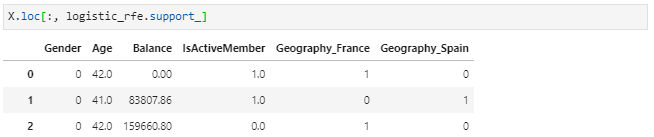 X.loc[:, logistic_rfe.support_]
Gender Age Balance IsActiveMember Geography_France Geography_Spain
0 0 42.0 0.00 1.0 1 0
1 0 41.0 83807.86 1.0 0 1
2 0 42.0 159660.80 0.0 1 0